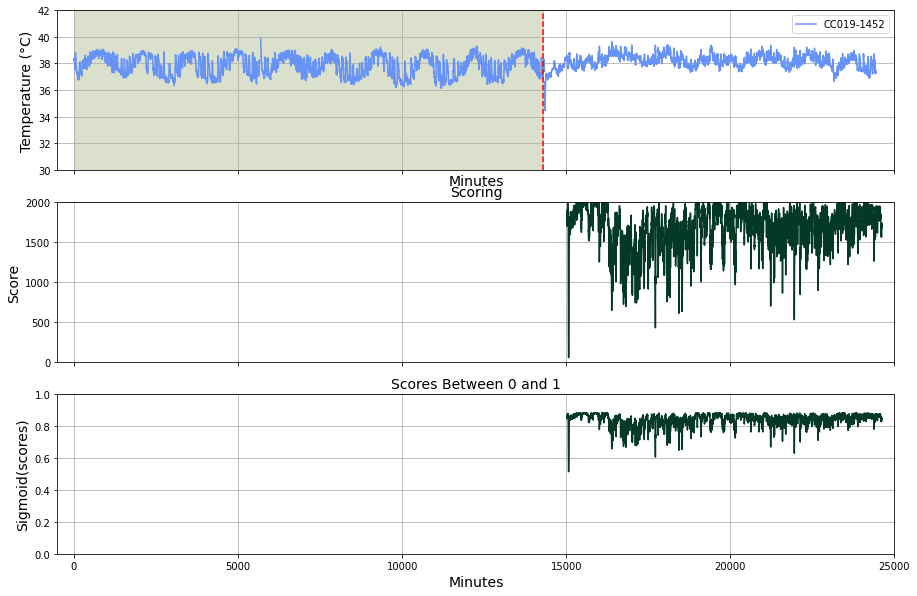 42
40
38
36
34
32
30
Temperature (°C)
CC019-1452
Minutes
Scoring
2000
1500
1000
500
0
Score
Scores Between 0 and 1
1.0
0.8
0.6
0.4
0.2
0.0
Sigmoid(scores)
0 5000 10000 15000 20000 25000
Minutes